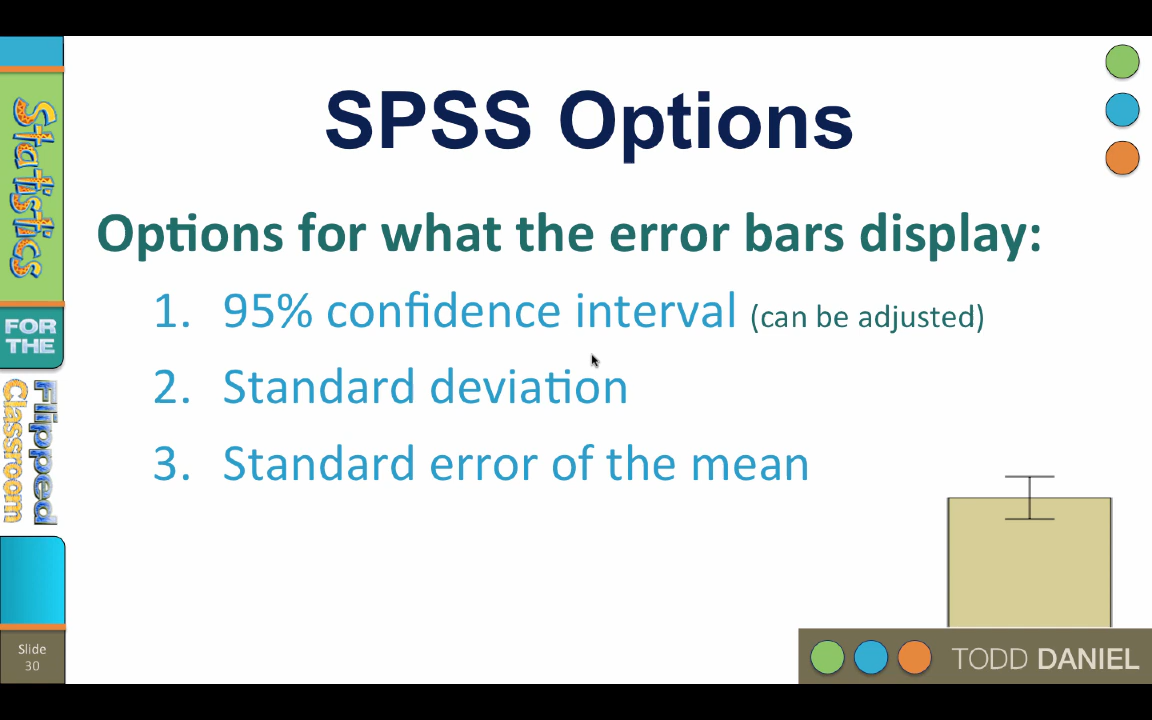 SPSS Options
Options for what the error bars display:
1. 95% confidence interval (can be adjusted)
2. Standard deviation
3. Standard error of the mean
Statistics
FOR
THE
Flipped
Classroom
Slide
30
TODD DANIEL